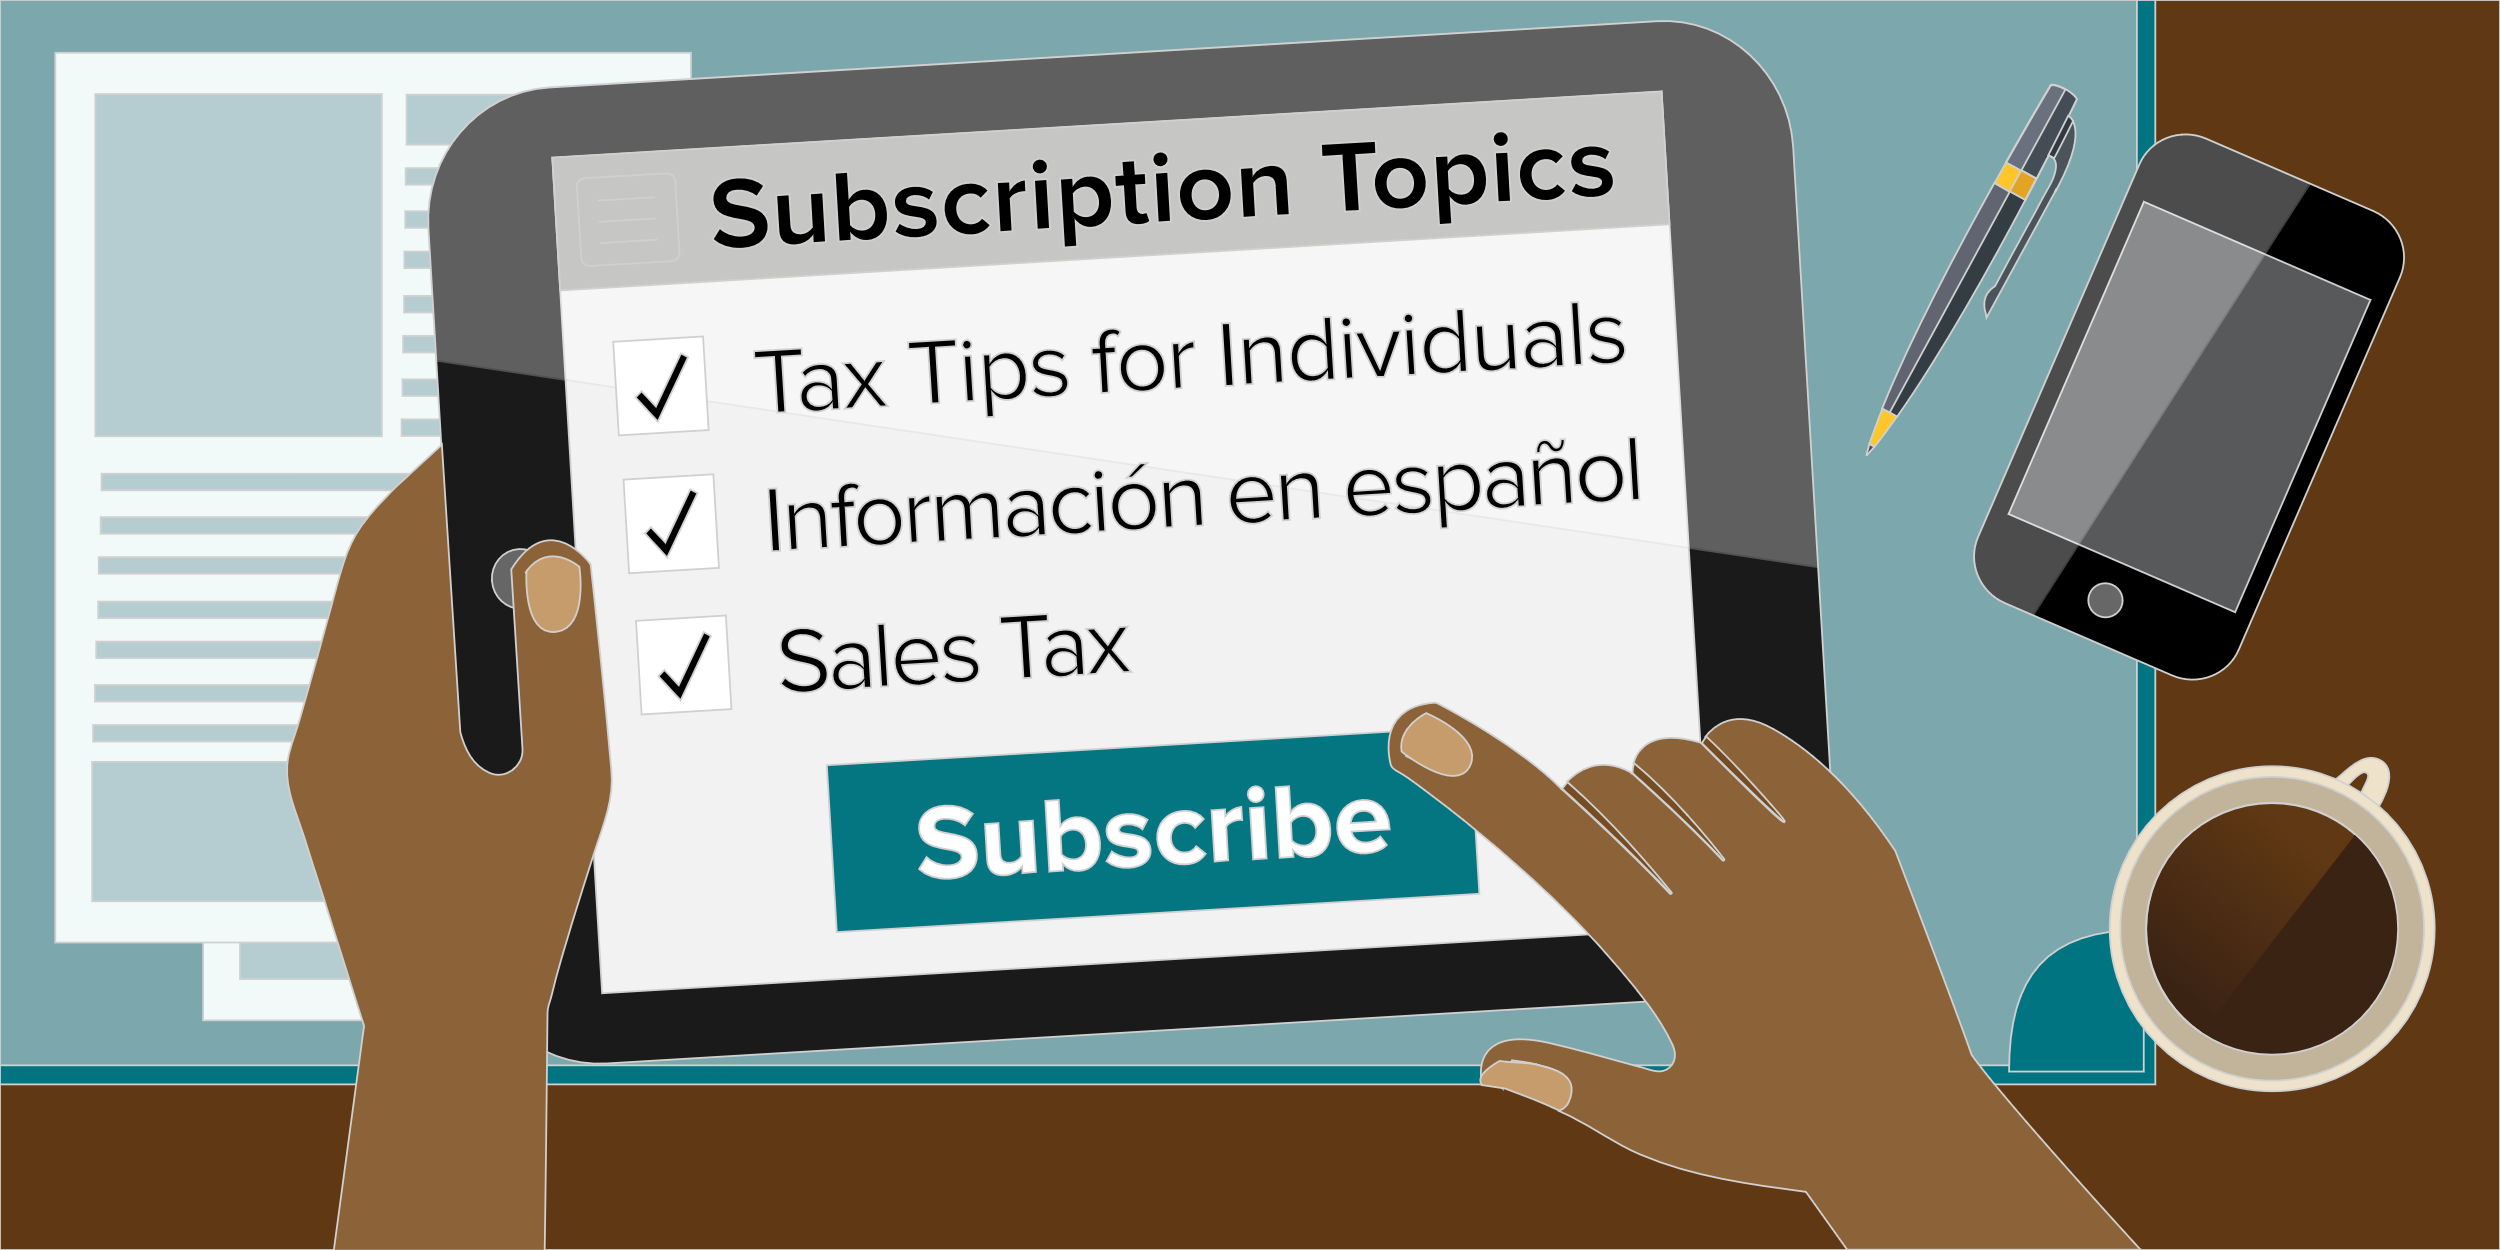 Subscription Topics
Tax Tips for Individuals
Información en español
Sales Tax
Subscribe